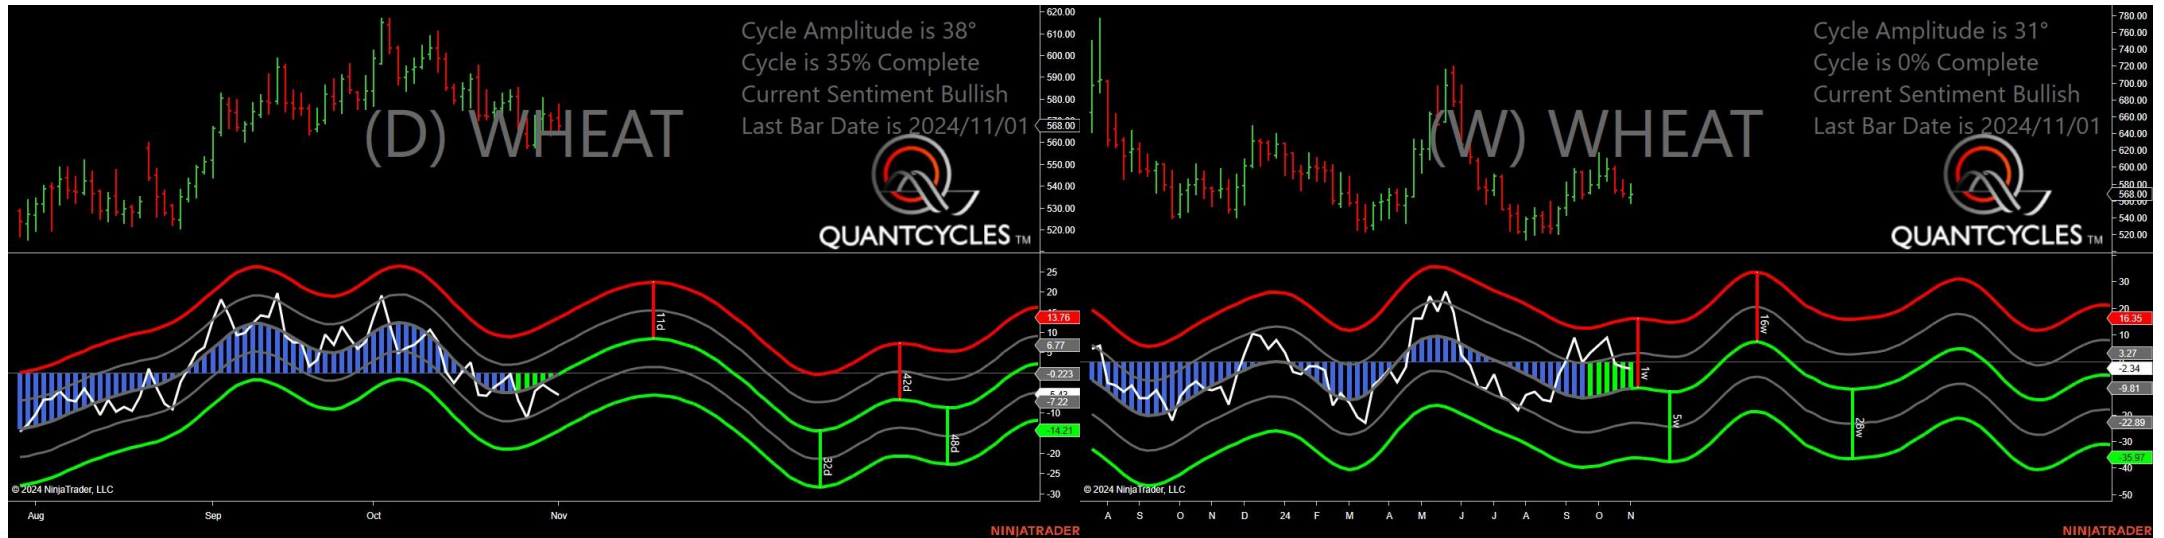 Cycle Amplitude is 38°
Cycle is 35% Complete
Current Sentiment Bullish
Last Bar Date is 2024/11/01
(D) WHEAT
QUANTCYCLES TM
620.00
610.00
600.00
590.00
580.00
568.00
560.00
550.00
540.00
530.00
520.00
25
20
13.76
10
6.77
-0.223
-7.22
-10
-14.21
-20
-25
-30
11d
32d
42d
48d
© 2024 NinjaTrader, LLC
Aug Sep Oct Nov
NINJATRADER
Cycle Amplitude is 31°
Cycle is 0% Complete
Current Sentiment Bullish
Last Bar Date is 2024/11/01
(W) WHEAT
QUANTCYCLES TM
780.00
760.00
740.00
720.00
700.00
680.00
660.00
640.00
620.00
600.00
580.00
568.00
540.00
520.00
30
20
16.35
10
3.27
-2.34
-9.81
-22.89
-30
-35.97
-40
-50
1w
5w
16w
28w
© 2024 NinjaTrader, LLC
A S O N D 24 F M A M J J A S O N
NINJATRADER